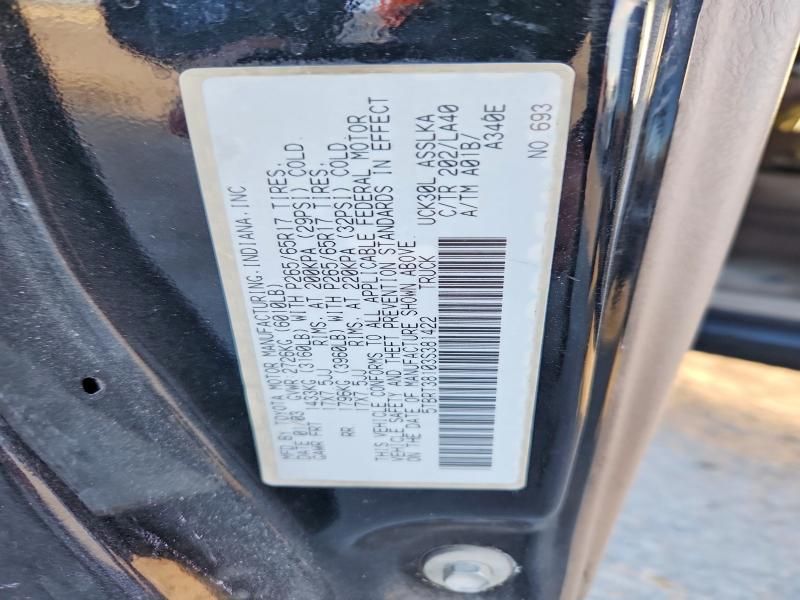 MFD BY TOYOTA MOTOR MANUFACTURING, INDIANA, INC
DATE 01/03 GVWR 2726KG (6010LB)
GAWR FRT 1433KG (3160LB) WITH P265/65R17 TIRES,
17X7.5JJ RIMS, AT 200KPA (29PSI) COLD
RR 1796KG (3960LB) WITH P265/65R17 TIRES,
17X7.5JJ RIMS, AT 220KPA (32PSI) COLD
THIS VEHICLE CONFORMS TO ALL APPLICABLE FEDERAL MOTOR
VEHICLE SAFETY AND THEFT PREVENTION STANDARDS IN EFFECT
ON THE DATE OF MANUFACTURE SHOWN ABOVE.
5TBRT38103S381422 TRUCK
UCK30L ASSLKA
C/TR 202/LA40
A/TM A01B/
A340E
NO 693